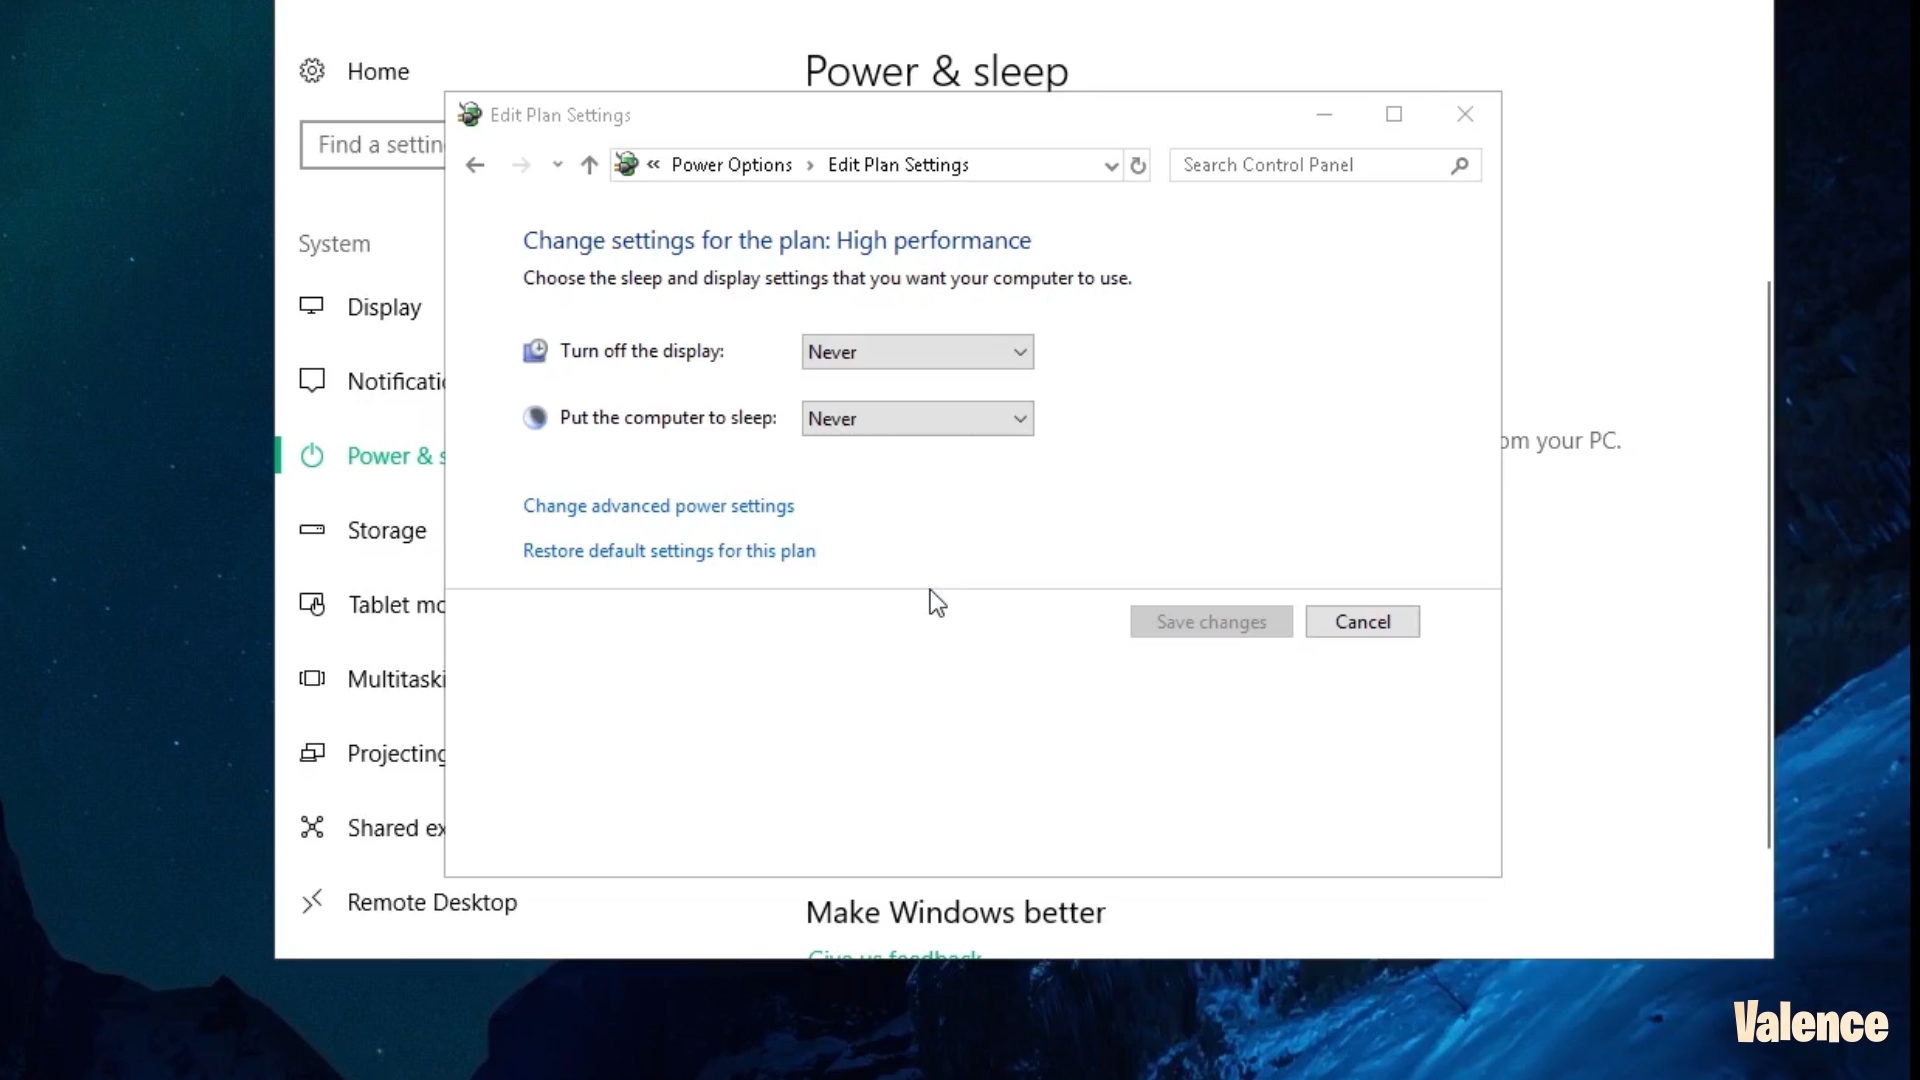 Home
Power & sleep
Edit Plan Settings
Find a settin
« Power Options › Edit Plan Settings
Search Control Panel
Change settings for the plan: High performance
Choose the sleep and display settings that you want your computer to use.
System
Display
Turn off the display: Never
Notificati
Put the computer to sleep: Never
om your PC.
Power & s
Change advanced power settings
Storage
Restore default settings for this plan
Tablet mo
Save changes
Cancel
Multitaski
Projecting
Shared ex
Remote Desktop
Make Windows better
Give us feedback
Valence